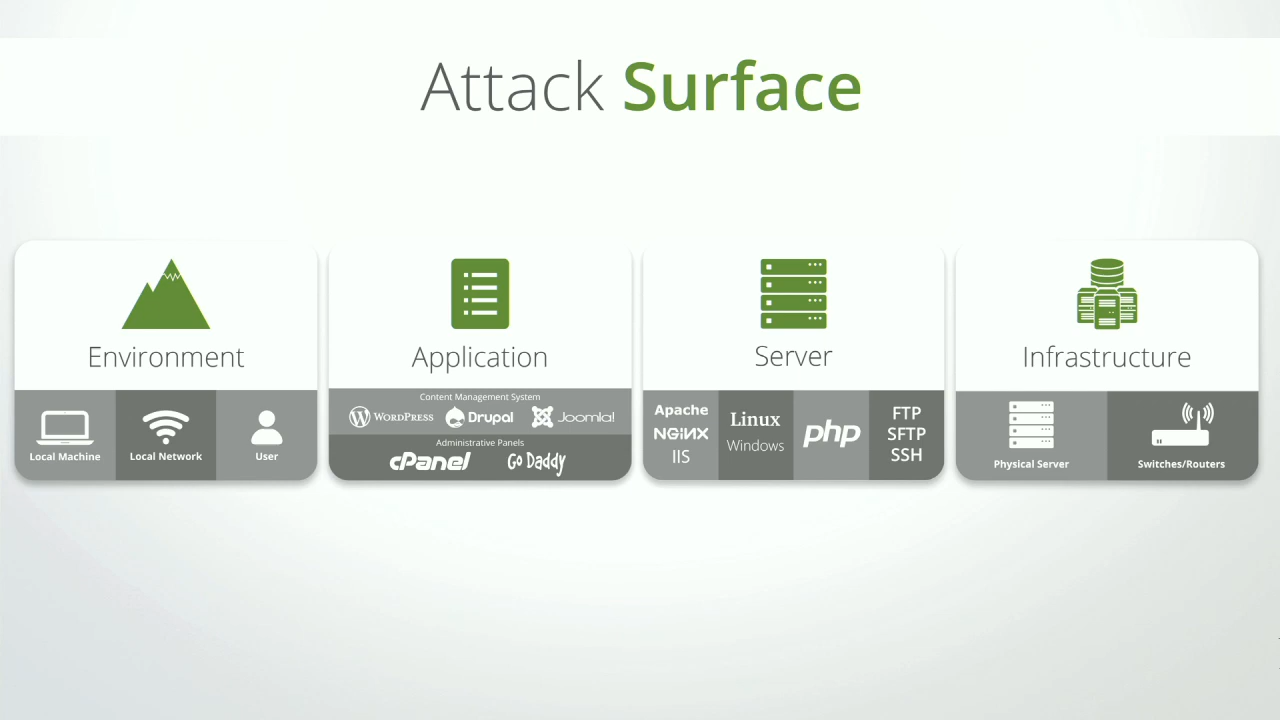 Attack Surface
Environment
Local Machine
Local Network
User
Application
Content Management System
WORDPRESS
Drupal
Joomla!
Administrative Panels
cPanel
Go Daddy
Server
Apache
NGINX
IIS
Linux
Windows
php
FTP
SFTP
SSH
Infrastructure
Physical Server
Switches/Routers